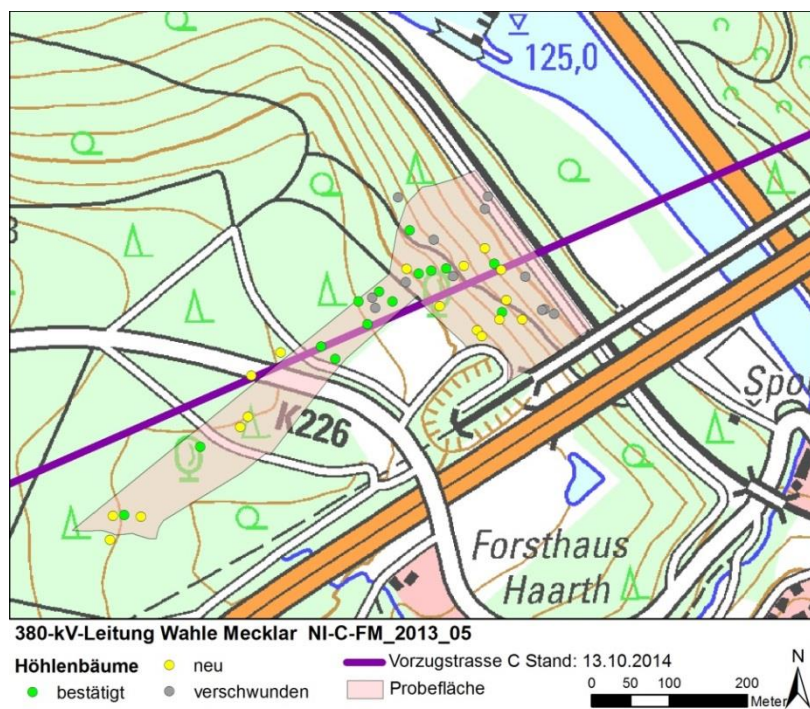 125,0
3
K226
Spo
Forsthaus
Haarth
380-kV-Leitung Wahle Mecklar NI-C-FM_2013_05
Höhlenbäume neu Vorzugstrasse C Stand: 13.10.2014 N
bestätigt verschwunden Probefläche
0 50 100 200
Meter